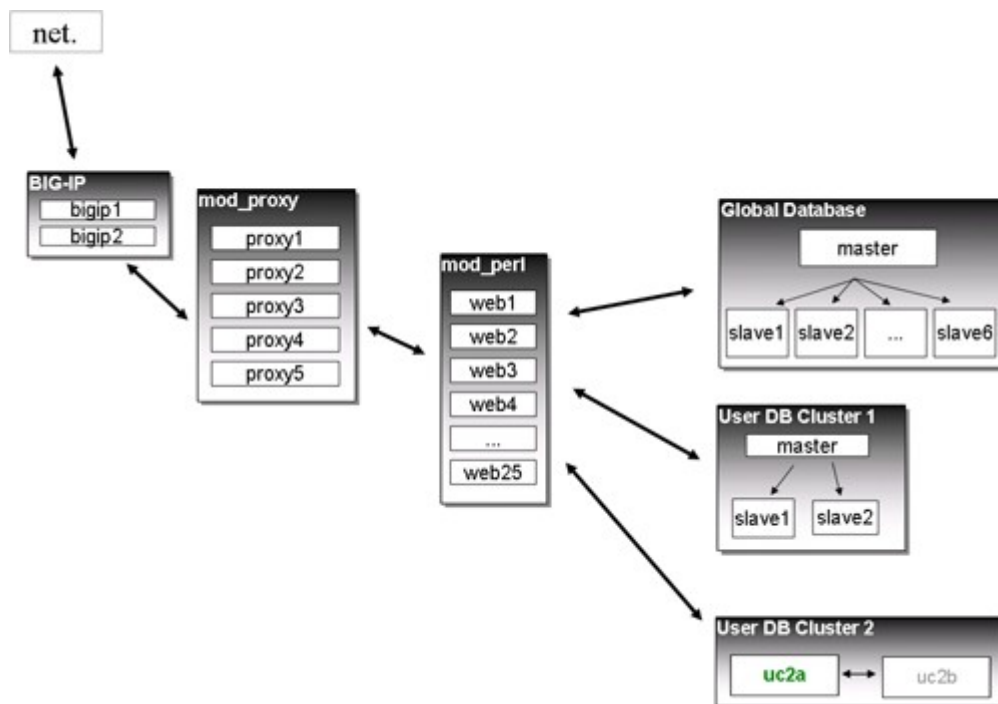 net.
BIG-IP
bigip1
bigip2
mod_proxy
proxy1
proxy2
proxy3
proxy4
proxy5
mod_perl
web1
web2
web3
web4
...
web25
Global Database
master
slave1 slave2 ... slave6
User DB Cluster 1
master
slave1 slave2
User DB Cluster 2
uc2a uc2b